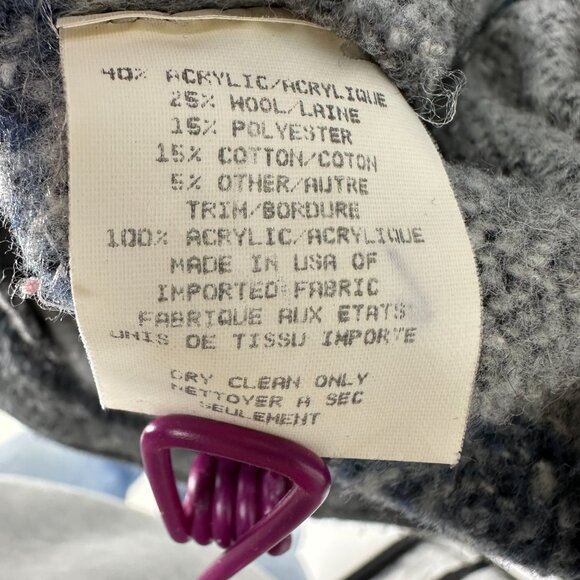 40% ACRYLIC/ACRYLIQUE
25% WOOL/LAINE
15% POLYESTER
15% COTTON/COTON
5% OTHER/AUTRE
TRIM/BORDURE
100% ACRYLIC/ACRYLIQUE
MADE IN USA OF
IMPORTED FABRIC
FABRIQUE AUX ETATS
UNIS DE TISSU IMPORTE
DRY CLEAN ONLY
NETTOYER A SEC
SEULEMENT